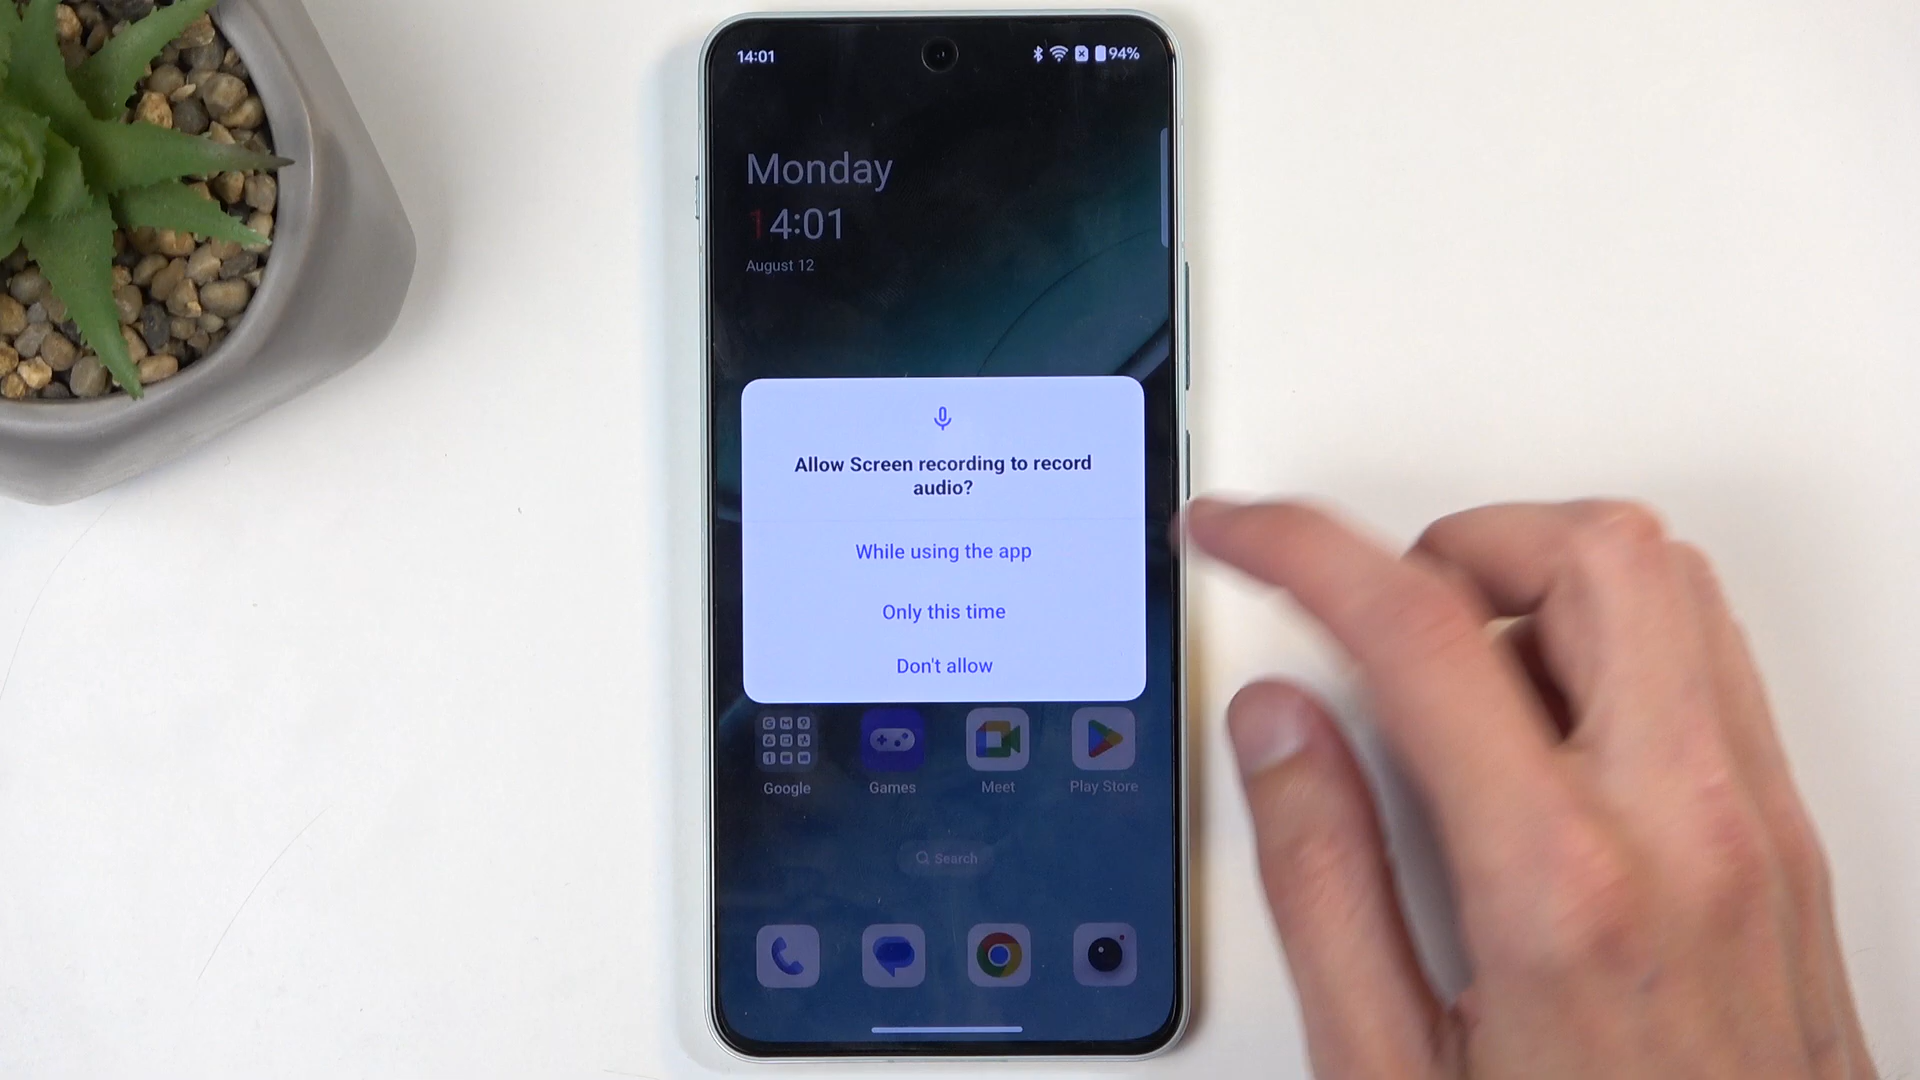 14:01
94%
Monday
14:01
August 12
Allow Screen recording to record
audio?
While using the app
Only this time
Don't allow
Google
Games
Meet
Play Store
Search